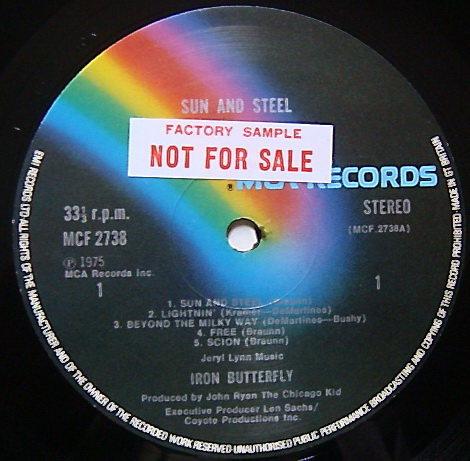 SUN AND STEEL
FACTORY SAMPLE
NOT FOR SALE
MCA RECORDS
33⅓ r.p.m.
MCF 2738
STEREO
(MCF.2738A)
℗ 1975
MCA Records Inc.
1
1
1. SUN AND STEEL (Braunn)
2. LIGHTNIN' (Kramer—DeMartines)
3. BEYOND THE MILKY WAY (DeMartines—Bushy)
4. FREE (Braunn)
5. SCION (Braunn)
Jeryl Lynn Music
IRON BUTTERFLY
Produced by John Ryan The Chicago Kid
Executive Producer Len Sachs/
Coyote Productions Inc.
EMI RECORDS LTD ALL RIGHTS OF THE MANUFACTURER AND OF THE OWNER OF THE RECORDED WORK RESERVED·UNAUTHORISED PUBLIC PERFORMANCE BROADCASTING AND COPYING OF THIS RECORD PROHIBITED·MADE IN GT BRITAIN